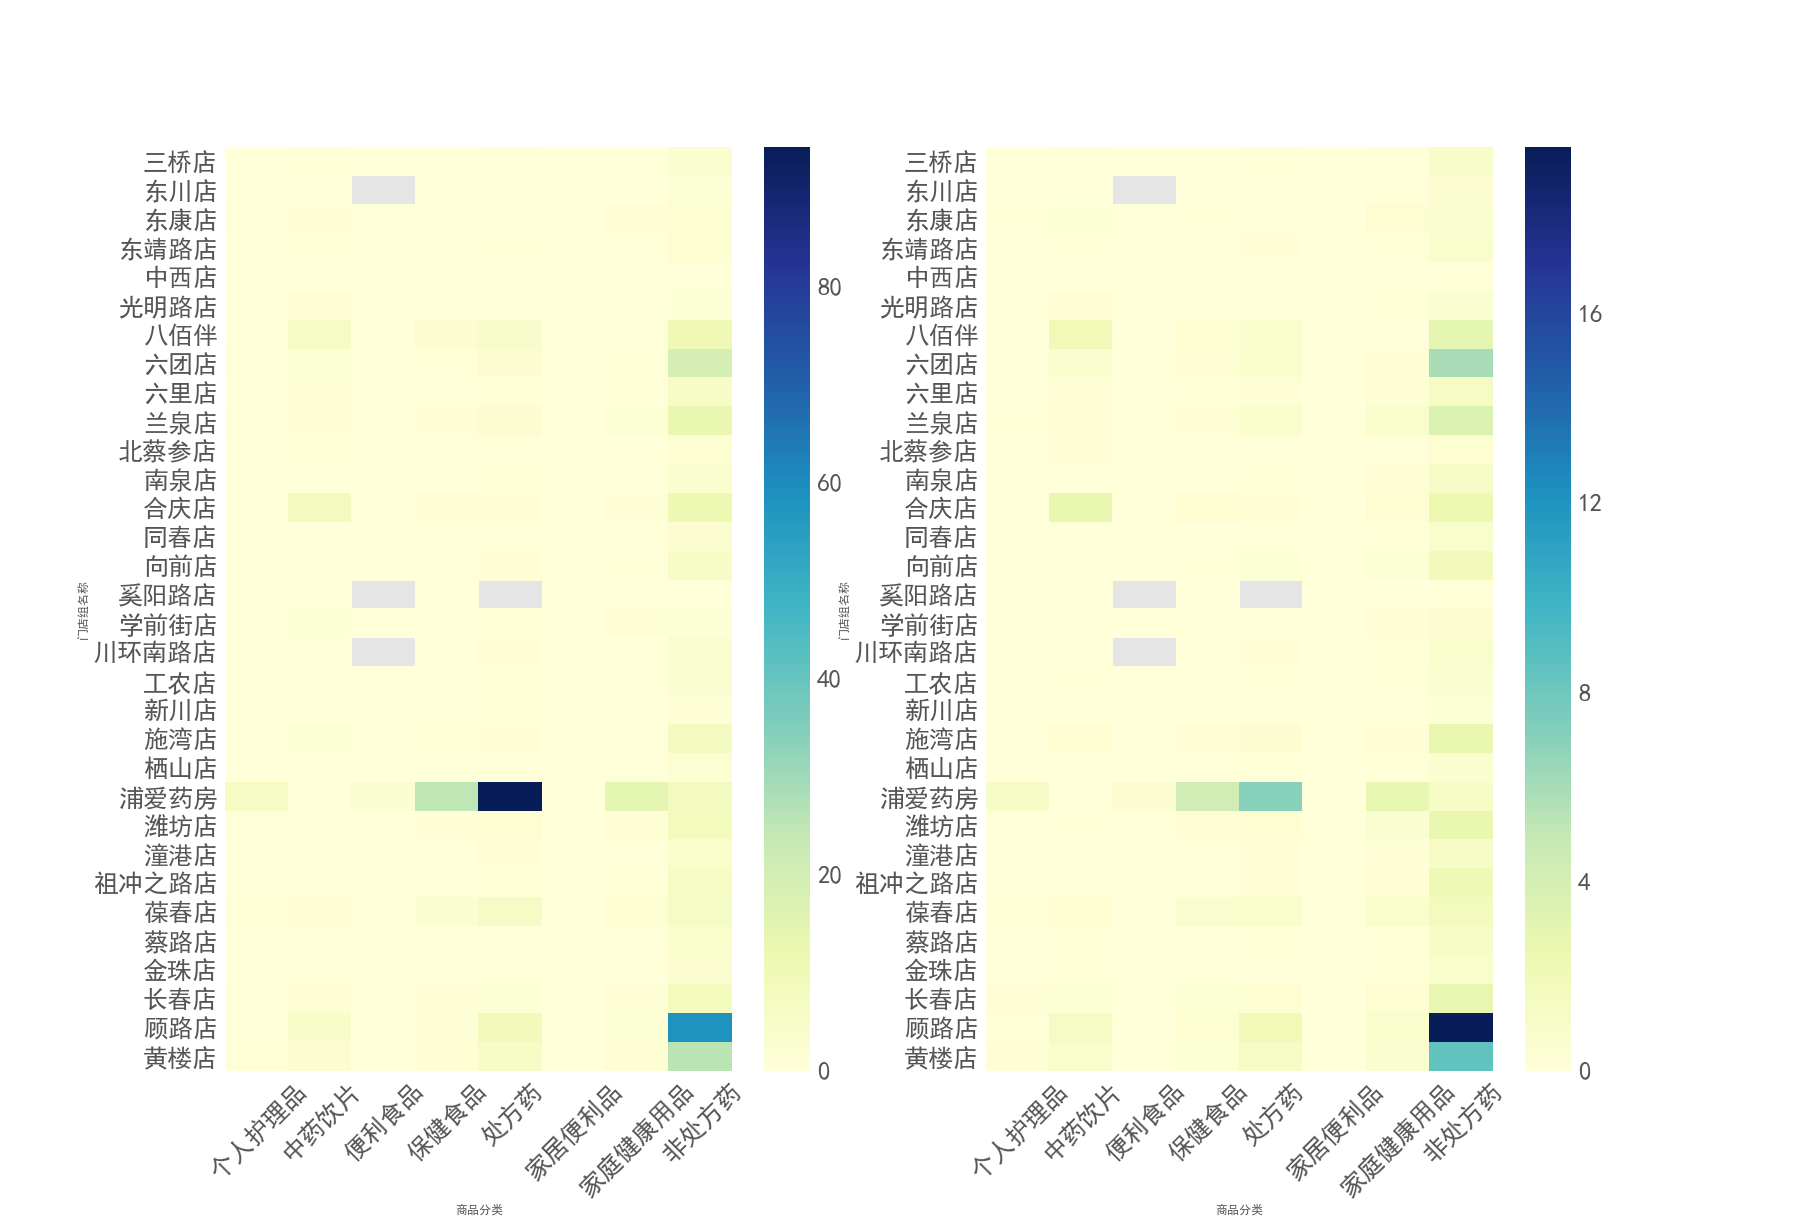 三桥店
东川店
东康店
东靖路店
中西店
光明路店
八佰伴
六团店
六里店
兰泉店
北蔡参店
南泉店
合庆店
同春店
向前店
奚阳路店
学前街店
川环南路店
工农店
新川店
施湾店
栖山店
浦爱药房
潍坊店
潼港店
祖冲之路店
葆春店
蔡路店
金珠店
长春店
顾路店
黄楼店
门店组名称
个人护理品
中药饮片
便利食品
保健食品
处方药
家居便利品
家庭健康用品
非处方药
商品分类
80
60
40
20
0
三桥店
东川店
东康店
东靖路店
中西店
光明路店
八佰伴
六团店
六里店
兰泉店
北蔡参店
南泉店
合庆店
同春店
向前店
奚阳路店
学前街店
川环南路店
工农店
新川店
施湾店
栖山店
浦爱药房
潍坊店
潼港店
祖冲之路店
葆春店
蔡路店
金珠店
长春店
顾路店
黄楼店
门店组名称
个人护理品
中药饮片
便利食品
保健食品
处方药
家居便利品
家庭健康用品
非处方药
商品分类
16
12
8
4
0